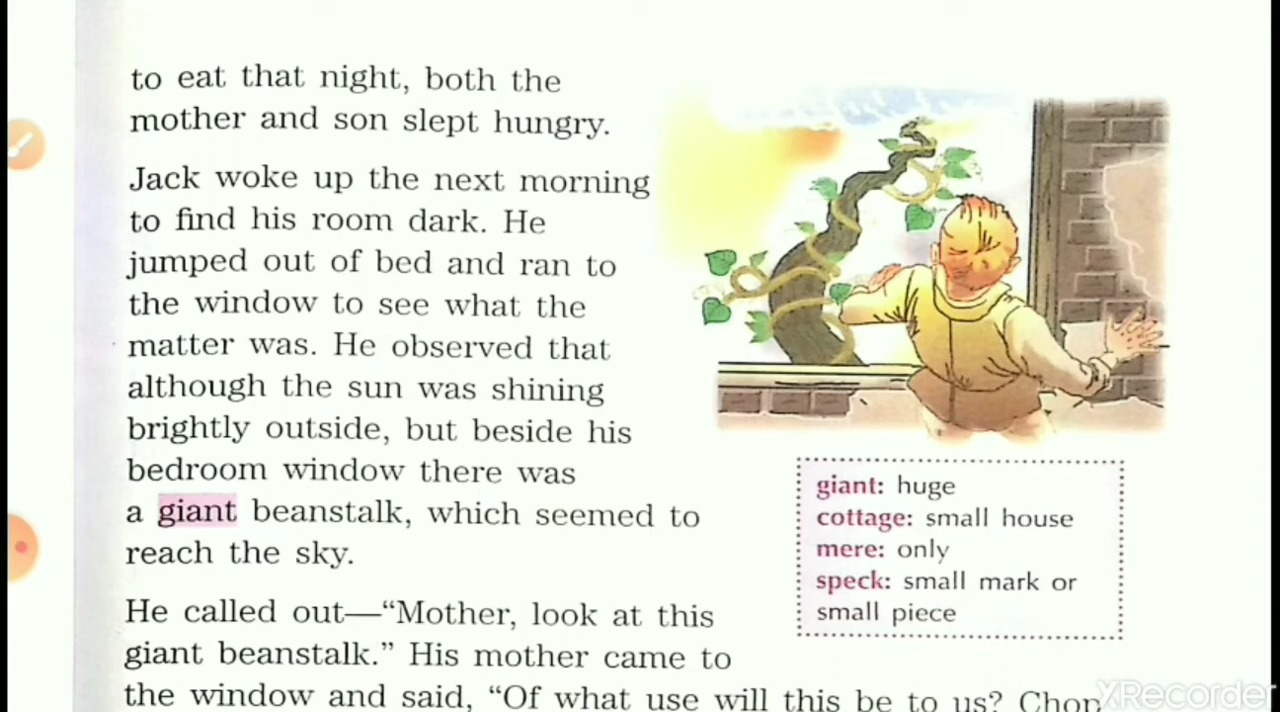 to eat that night, both the
mother and son slept hungry.
Jack woke up the next morning
to find his room dark. He
jumped out of bed and ran to
the window to see what the
matter was. He observed that
although the sun was shining
brightly outside, but beside his
bedroom window there was
a giant beanstalk, which seemed to
reach the sky.
giant: huge
cottage: small house
mere: only
speck: small mark or
small piece
He called out—“Mother, look at this
giant beanstalk.” His mother came to
the window and said, “Of what use will this be to us? Chop
XRecorder